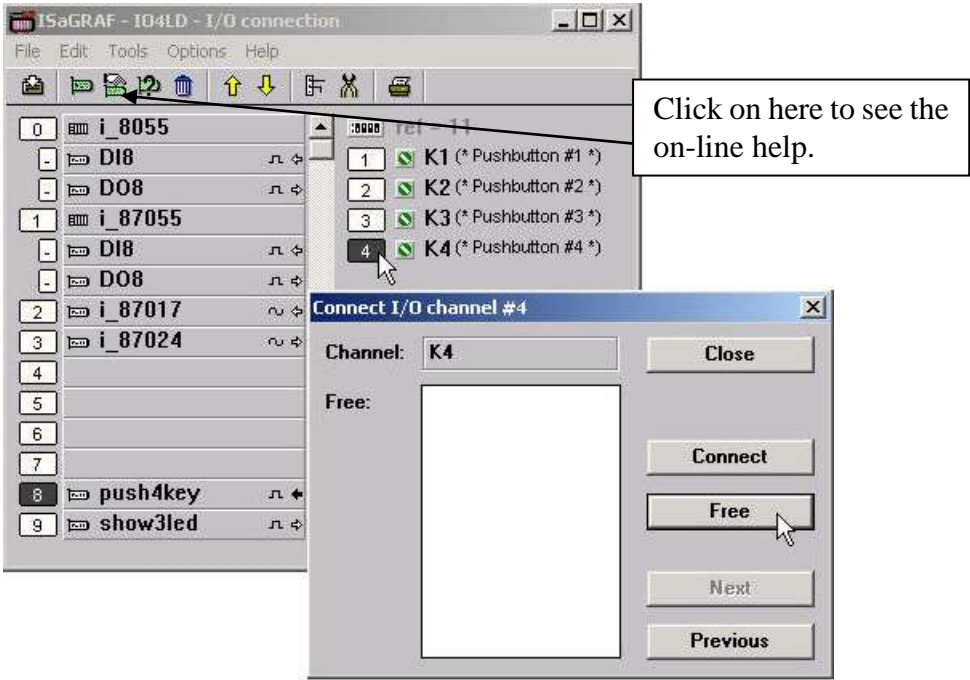 ISaGRAF - IO4LD - I/O connection
File Edit Tools Options Help
Click on here to see the
on-line help.
0 i_8055
- DI8
- DO8
1 i_87055
- DI8
- DO8
2 i_87017
3 i_87024
4
5
6
7
8 push4key
9 show3led
ref = 11
1 K1 (* Pushbutton #1 *)
2 K2 (* Pushbutton #2 *)
3 K3 (* Pushbutton #3 *)
4 K4 (* Pushbutton #4 *)
Connect I/O channel #4
Channel: K4
Close
Free:
Connect
Free
Next
Previous